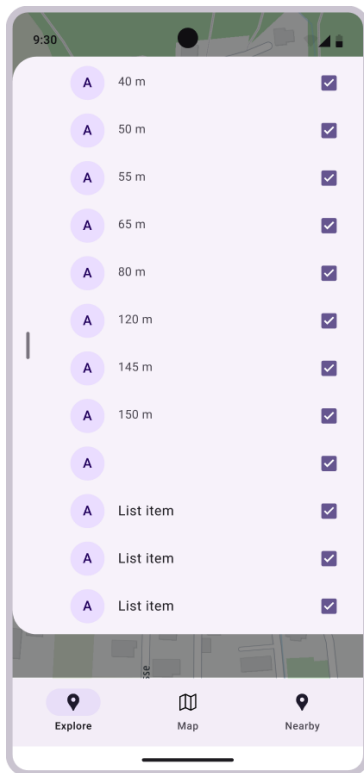 9:30
A 40 m
A 50 m
A 55 m
A 65 m
A 80 m
A 120 m
A 145 m
A 150 m
A
A List item
A List item
A List item
sse
Explore Map Nearby